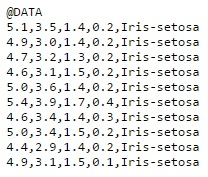 @DATA
5.1,3.5,1.4,0.2,Iris-setosa
4.9,3.0,1.4,0.2,Iris-setosa
4.7,3.2,1.3,0.2,Iris-setosa
4.6,3.1,1.5,0.2,Iris-setosa
5.0,3.6,1.4,0.2,Iris-setosa
5.4,3.9,1.7,0.4,Iris-setosa
4.6,3.4,1.4,0.3,Iris-setosa
5.0,3.4,1.5,0.2,Iris-setosa
4.4,2.9,1.4,0.2,Iris-setosa
4.9,3.1,1.5,0.1,Iris-setosa